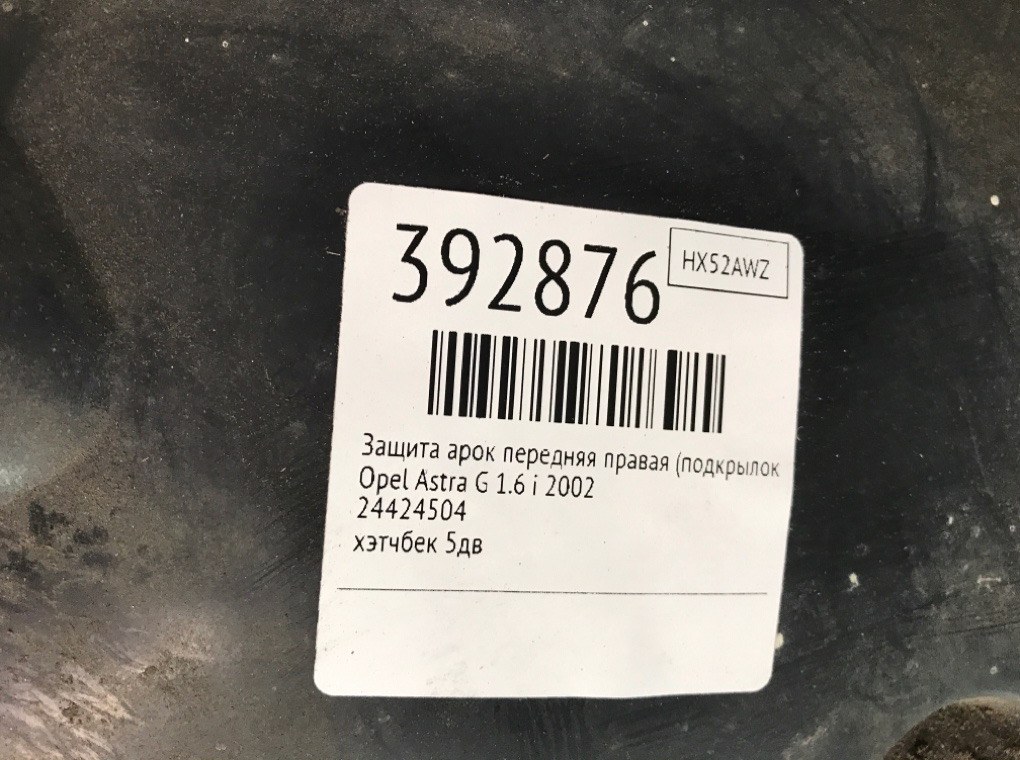 392876
HX52AWZ
Защита арок передняя правая (подкрылок
Opel Astra G 1.6 i 2002
24424504
хэтчбек 5дв